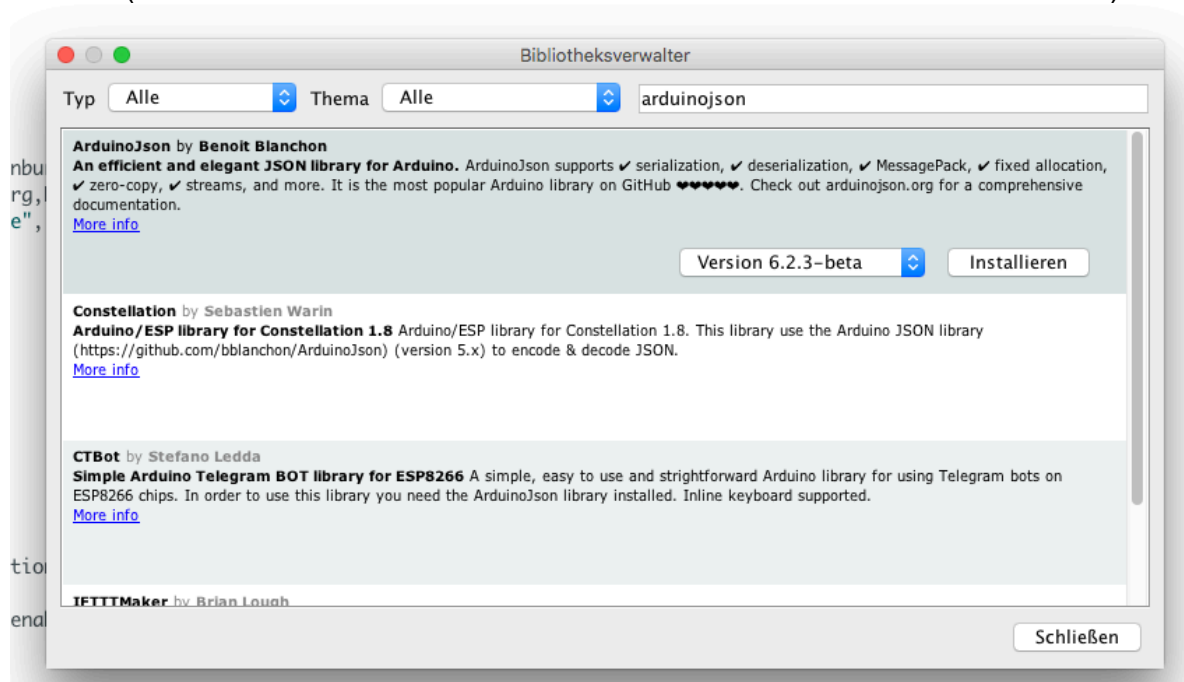 Bibliotheksverwalter
Typ Alle Thema Alle arduinojson
ArduinoJson by Benoit Blanchon
An efficient and elegant JSON library for Arduino. ArduinoJson supports ✔ serialization, ✔ deserialization, ✔ MessagePack, ✔ fixed allocation,
✔ zero-copy, ✔ streams, and more. It is the most popular Arduino library on GitHub ❤❤❤❤❤. Check out arduinojson.org for a comprehensive
documentation.
More info
Version 6.2.3-beta Installieren
Constellation by Sebastien Warin
Arduino/ESP library for Constellation 1.8 Arduino/ESP library for Constellation 1.8. This library use the Arduino JSON library
(https://github.com/bblanchon/ArduinoJson) (version 5.x) to encode & decode JSON.
More info
CTBot by Stefano Ledda
Simple Arduino Telegram BOT library for ESP8266 A simple, easy to use and strightforward Arduino library for using Telegram bots on
ESP8266 chips. In order to use this library you need the ArduinoJson library installed. Inline keyboard supported.
More info
IFTTTMaker by Brian Lough
Schließen